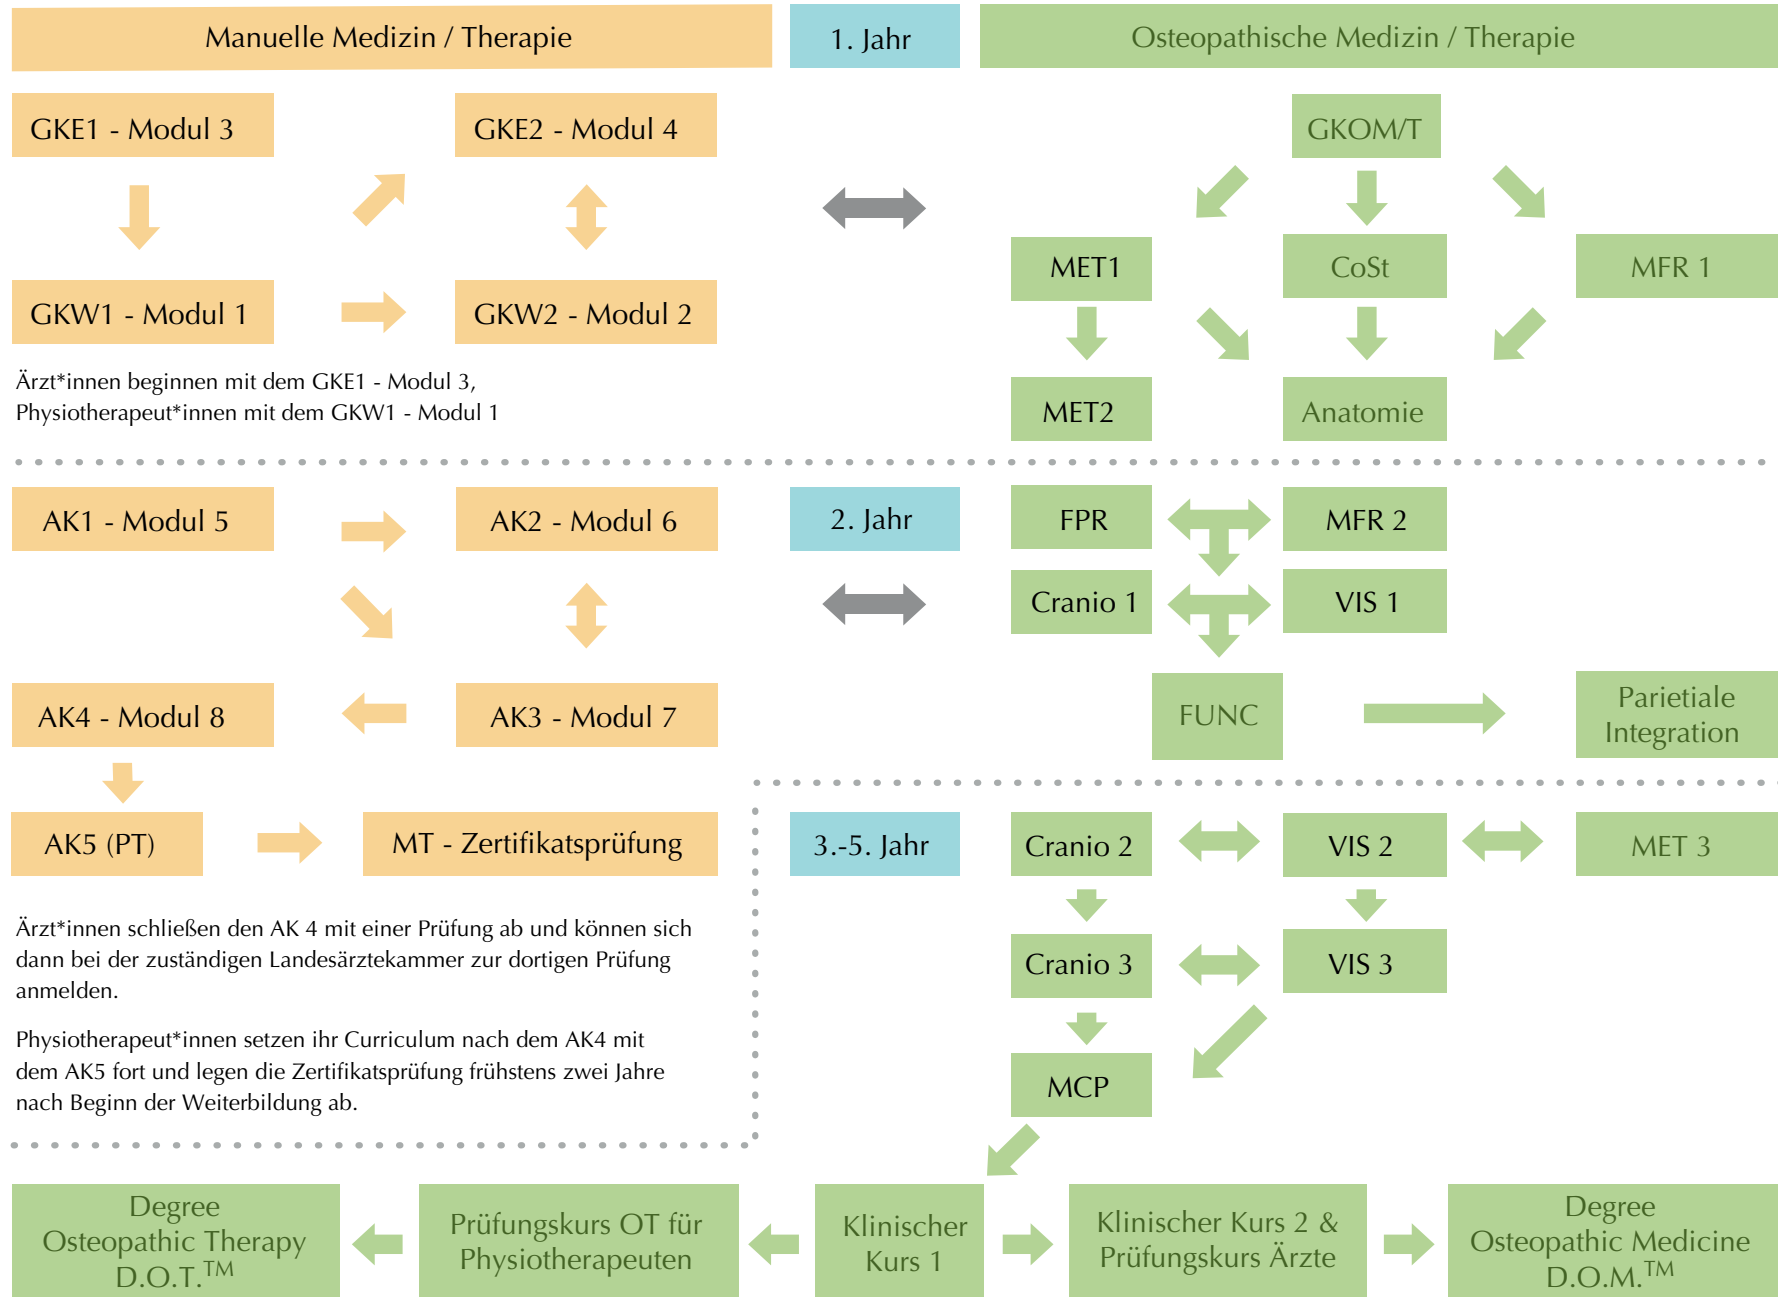 Manuelle Medizin / Therapie
1. Jahr
Osteopathische Medizin / Therapie
GKE1 - Modul 3
GKE2 - Modul 4
GKOM/T
MET1
CoSt
MFR 1
GKW1 - Modul 1
GKW2 - Modul 2
Ärzt*innen beginnen mit dem GKE1 - Modul 3,
Physiotherapeut*innen mit dem GKW1 - Modul 1
MET2
Anatomie
AK1 - Modul 5
AK2 - Modul 6
2. Jahr
FPR
MFR 2
Cranio 1
VIS 1
AK4 - Modul 8
AK3 - Modul 7
FUNC
Parietiale
Integration
AK5 (PT)
MT - Zertifikatsprüfung
3.-5. Jahr
Cranio 2
VIS 2
MET 3
Ärzt*innen schließen den AK 4 mit einer Prüfung ab und können sich
dann bei der zuständigen Landesärztekammer zur dortigen Prüfung
anmelden.
Cranio 3
VIS 3
Physiotherapeut*innen setzen ihr Curriculum nach dem AK4 mit
dem AK5 fort und legen die Zertifikatsprüfung frühstens zwei Jahre
nach Beginn der Weiterbildung ab.
MCP
Degree
Osteopathic Therapy
D.O.T.™
Prüfungskurs OT für
Physiotherapeuten
Klinischer
Kurs 1
Klinischer Kurs 2 &
Prüfungskurs Ärzte
Degree
Osteopathic Medicine
D.O.M.™